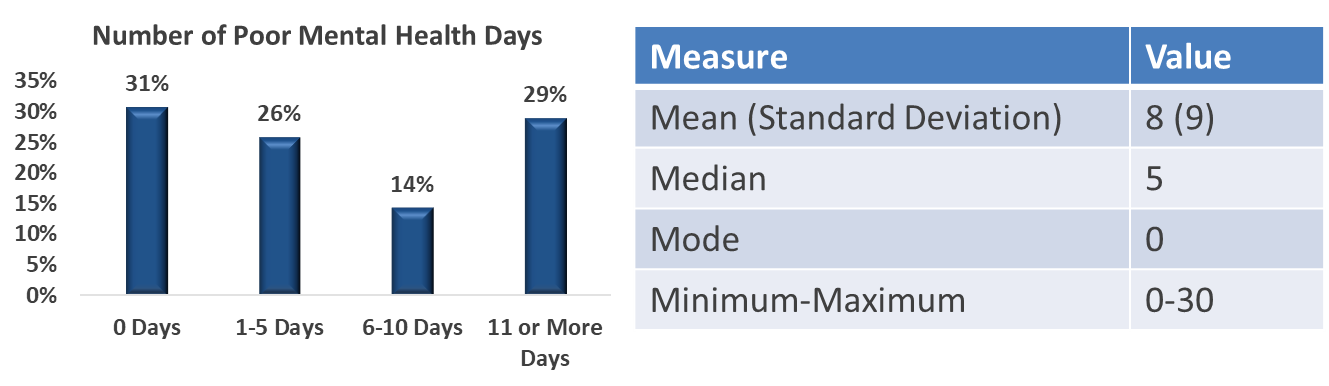 Number of Poor Mental Health Days
35%
30%
25%
20%
15%
10%
5%
0%
31%
26%
14%
29%
0 Days
1-5 Days
6-10 Days
11 or More
Days
Measure Value
Mean (Standard Deviation) 8 (9)
Median 5
Mode 0
Minimum-Maximum 0-30